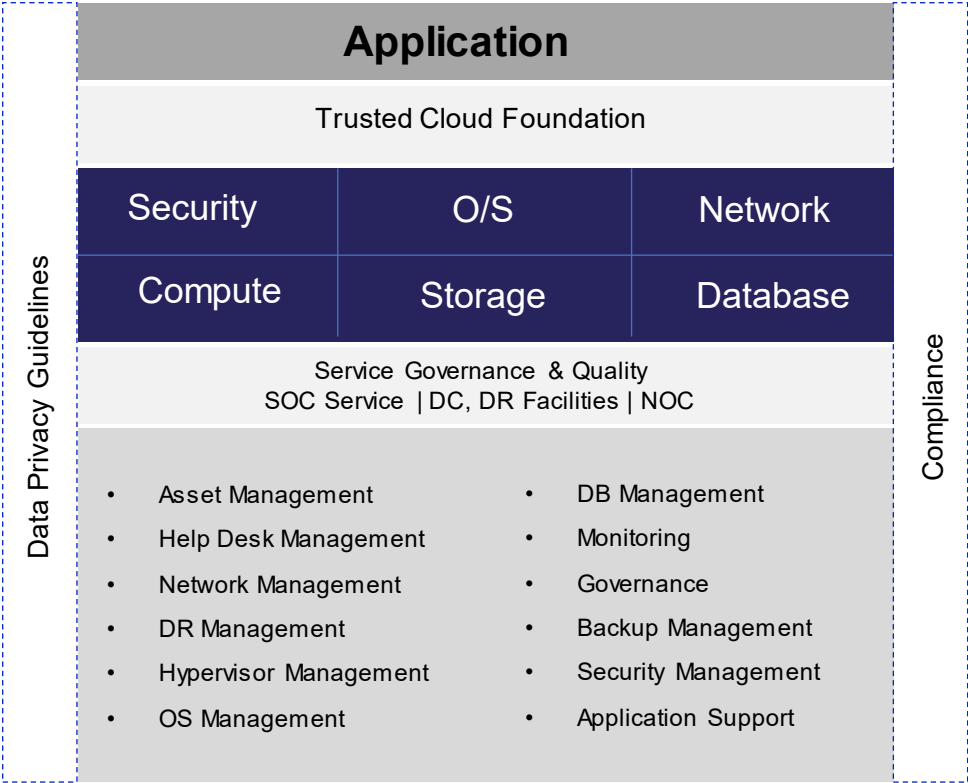 Application
Trusted Cloud Foundation
Security
O/S
Network
Compute
Storage
Database
Service Governance & Quality
SOC Service | DC, DR Facilities | NOC
• Asset Management
• Help Desk Management
• Network Management
• DR Management
• Hypervisor Management
• OS Management
• DB Management
• Monitoring
• Governance
• Backup Management
• Security Management
• Application Support
Data Privacy Guidelines
Compliance